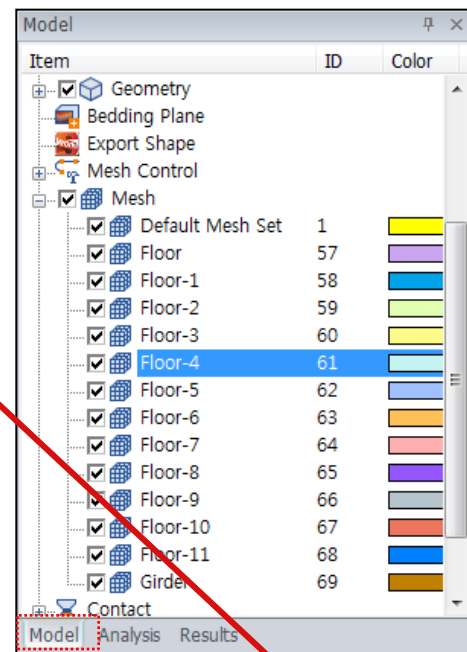 Model
Item ID Color
Geometry
Bedding Plane
Export Shape
Mesh Control
Mesh
Default Mesh Set 1
Floor 57
Floor-1 58
Floor-2 59
Floor-3 60
Floor-4 61
Floor-5 62
Floor-6 63
Floor-7 64
Floor-8 65
Floor-9 66
Floor-10 67
Floor-11 68
Girder 69
Contact
Model Analysis Results